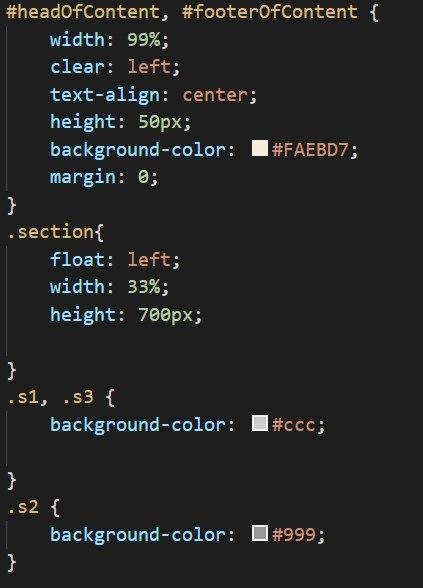 #headOfContent, #footerOfContent {
    width: 99%;
    clear: left;
    text-align: center;
    height: 50px;
    background-color: #FAEBD7;
    margin: 0;
}
.section{
    float: left;
    width: 33%;
    height: 700px;

}
.s1, .s3 {
    background-color: #ccc;

}
.s2 {
    background-color: #999;
}